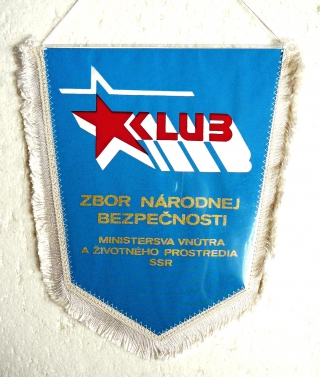 KLUB
ZBOR NÁRODNEJ
BEZPEČNOSTI
MINISTERSVA VNÚTRA
A ŽIVOTNÉHO PROSTREDIA
SSR